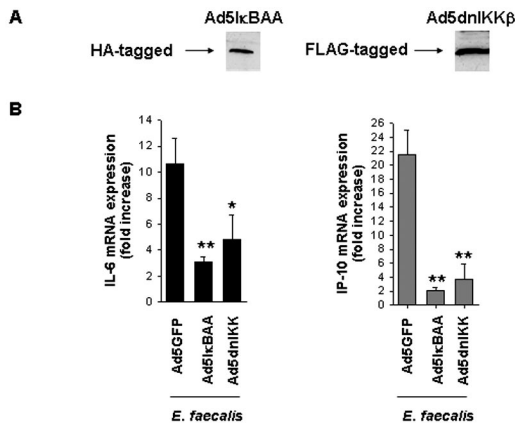 A
Ad5IκBAA
Ad5dnIKKβ
HA-tagged
FLAG-tagged
B
IL-6 mRNA expression
(fold increase)
14
12
10
8
6
4
2
0
**
*
Ad5GFP
Ad5IκBAA
Ad5dnIKK
E. faecalis
IP-10 mRNA expression
(fold increase)
26
24
22
20
18
16
14
12
10
8
6
4
2
0
**
**
Ad5GFP
Ad5IκBAA
Ad5dnIKK
E. faecalis